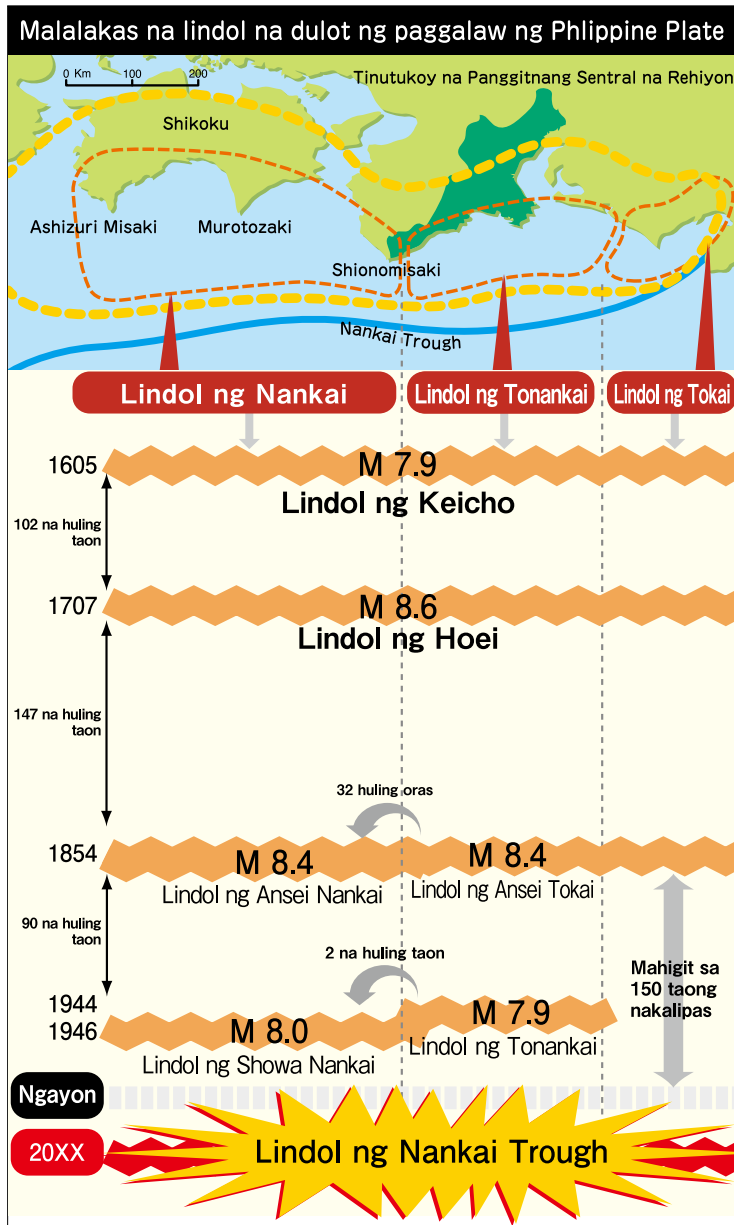 Malalakas na lindol na dulot ng paggalaw ng Phlippine Plate
0 Km 100 200
Tinutukoy na Panggitnang Sentral na Rehiyon
Shikoku
Ashizuri Misaki
Murotozaki
Shionomisaki
Nankai Trough
Lindol ng Nankai
Lindol ng Tonankai
Lindol ng Tokai
1605
M 7.9
Lindol ng Keicho
102 na huling
taon
1707
M 8.6
Lindol ng Hoei
147 na huling
taon
32 huling oras
1854
M 8.4
M 8.4
Lindol ng Ansei Nankai
Lindol ng Ansei Tokai
90 na huling
taon
2 na huling taon
Mahigit sa
150 taong
nakalipas
1944
M 7.9
1946
M 8.0
Lindol ng Tonankai
Lindol ng Showa Nankai
Ngayon
20XX
Lindol ng Nankai Trough